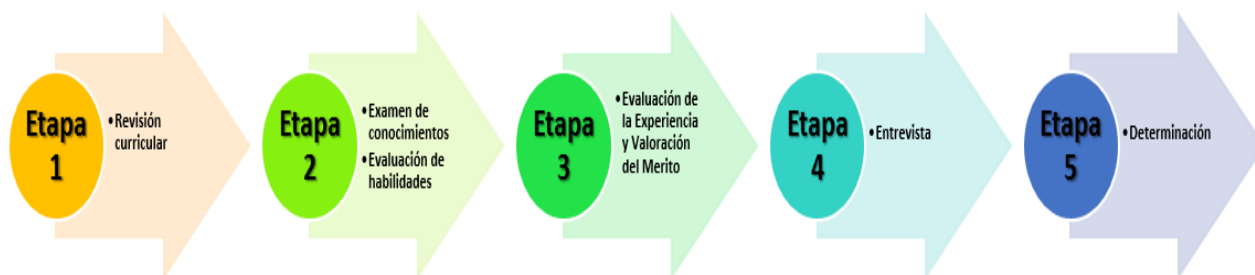 Etapa
1
•Revisión
curricular
Etapa
2
•Examen de
conocimientos
•Evaluación de
habilidades
Etapa
3
•Evaluación de
la Experiencia
y Valoración
del Merito
Etapa
4
•Entrevista
Etapa
5
•Determinación